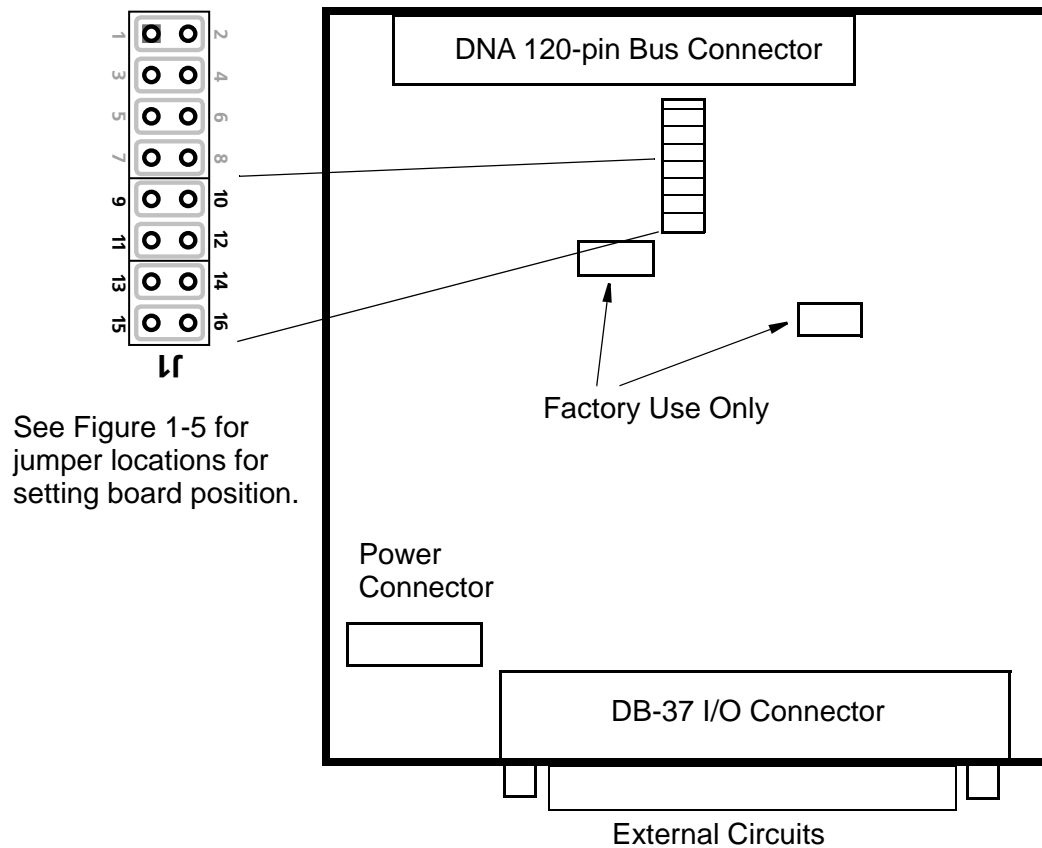 DNA 120-pin Bus Connector
1 2
3 4
5 6
7 8
9 10
11 12
13 14
15 16
J1
See Figure 1-5 for
jumper locations for
setting board position.
Factory Use Only
Power
Connector
DB-37 I/O Connector
External Circuits